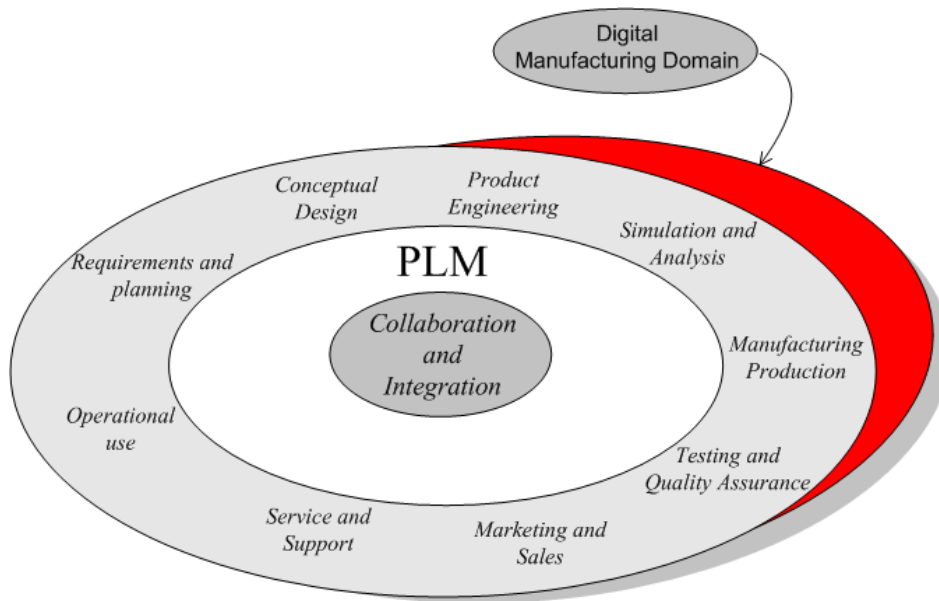 Digital
Manufacturing Domain
Conceptual
Design
Product
Engineering
Simulation and
Analysis
Requirements and
planning
PLM
Collaboration
and
Integration
Manufacturing
Production
Operational
use
Testing and
Quality Assurance
Service and
Support
Marketing and
Sales